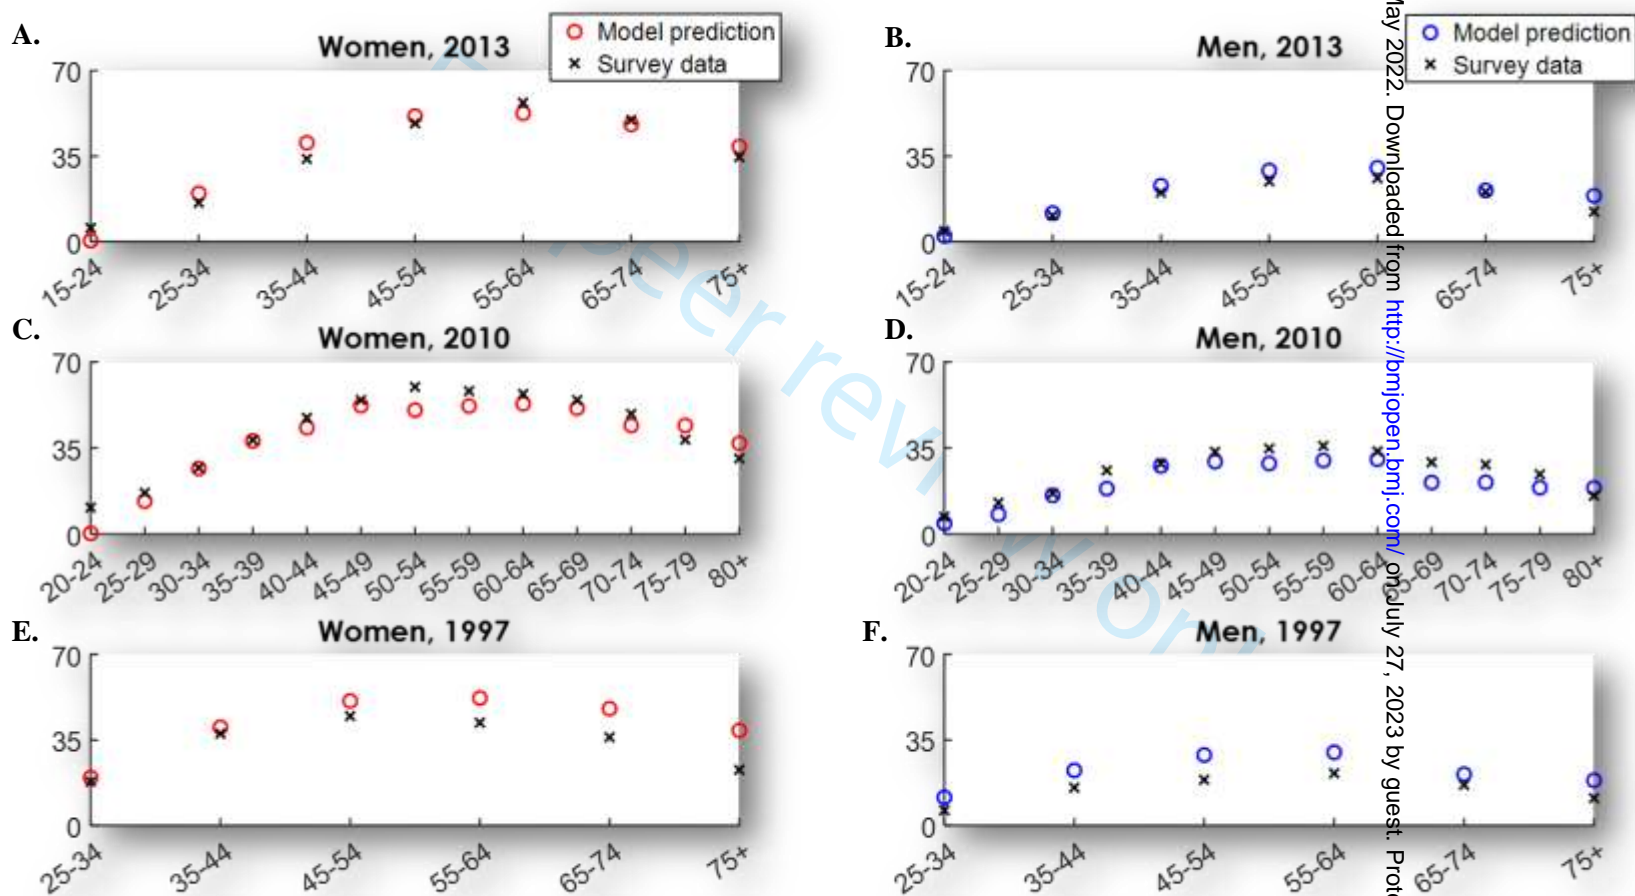 A.
Women, 2013
Model prediction
Survey data
70
35
0
15-24 25-34 35-44 45-54 55-64 65-74 75+
B.
Men, 2013
Model prediction
Survey data
70
35
0
15-24 25-34 35-44 45-54 55-64 65-74 75+
C.
Women, 2010
70
35
0
20-24 25-29 30-34 35-39 40-44 45-49 50-54 55-59 60-64 65-69 70-74 75-79 80+
D.
Men, 2010
70
35
0
20-24 25-29 30-34 35-39 40-44 45-49 50-54 55-59 60-64 65-69 70-74 75-79 80+
E.
Women, 1997
70
35
0
25-34 35-44 45-54 55-64 65-74 75+
F.
Men, 1997
70
35
0
25-34 35-44 45-54 55-64 65-74 75+
May 2022. Downloaded from http://bmjopen.bmj.com/ on July 27, 2023 by guest.
peer review